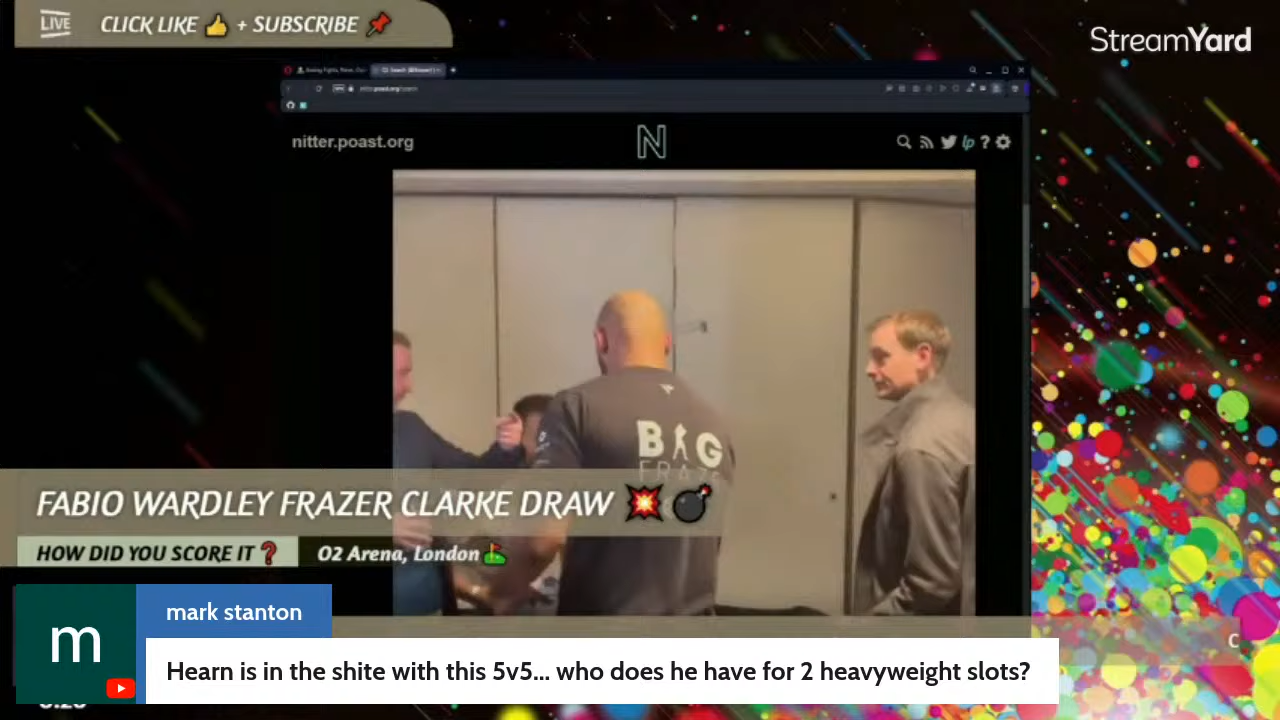 LIVE
CLICK LIKE 👍 + SUBSCRIBE 📌
StreamYard
nitter.poast.org
N
lp ?
B G
FRAZ
FABIO WARDLEY FRAZER CLARKE DRAW 💥 💣
HOW DID YOU SCORE IT❓
O2 Arena, London ⛳
m
mark stanton
Hearn is in the shite with this 5v5... who does he have for 2 heavyweight slots?
C